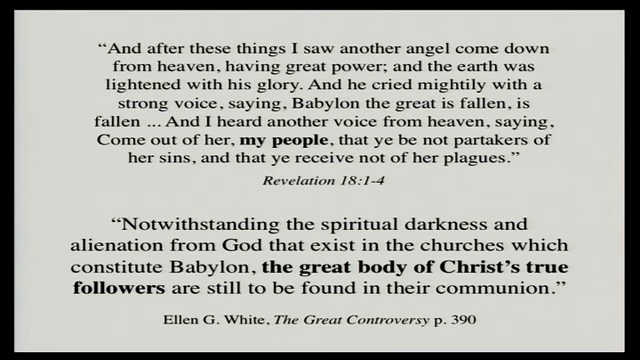 “And after these things I saw another angel come down
from heaven, having great power; and the earth was
lightened with his glory. And he cried mightily with a
strong voice, saying, Babylon the great is fallen, is
fallen ... And I heard another voice from heaven, saying,
Come out of her, my people, that ye be not partakers of
her sins, and that ye receive not of her plagues.”
Revelation 18:1-4
“Notwithstanding the spiritual darkness and
alienation from God that exist in the churches which
constitute Babylon, the great body of Christ’s true
followers are still to be found in their communion.”
Ellen G. White, The Great Controversy p. 390